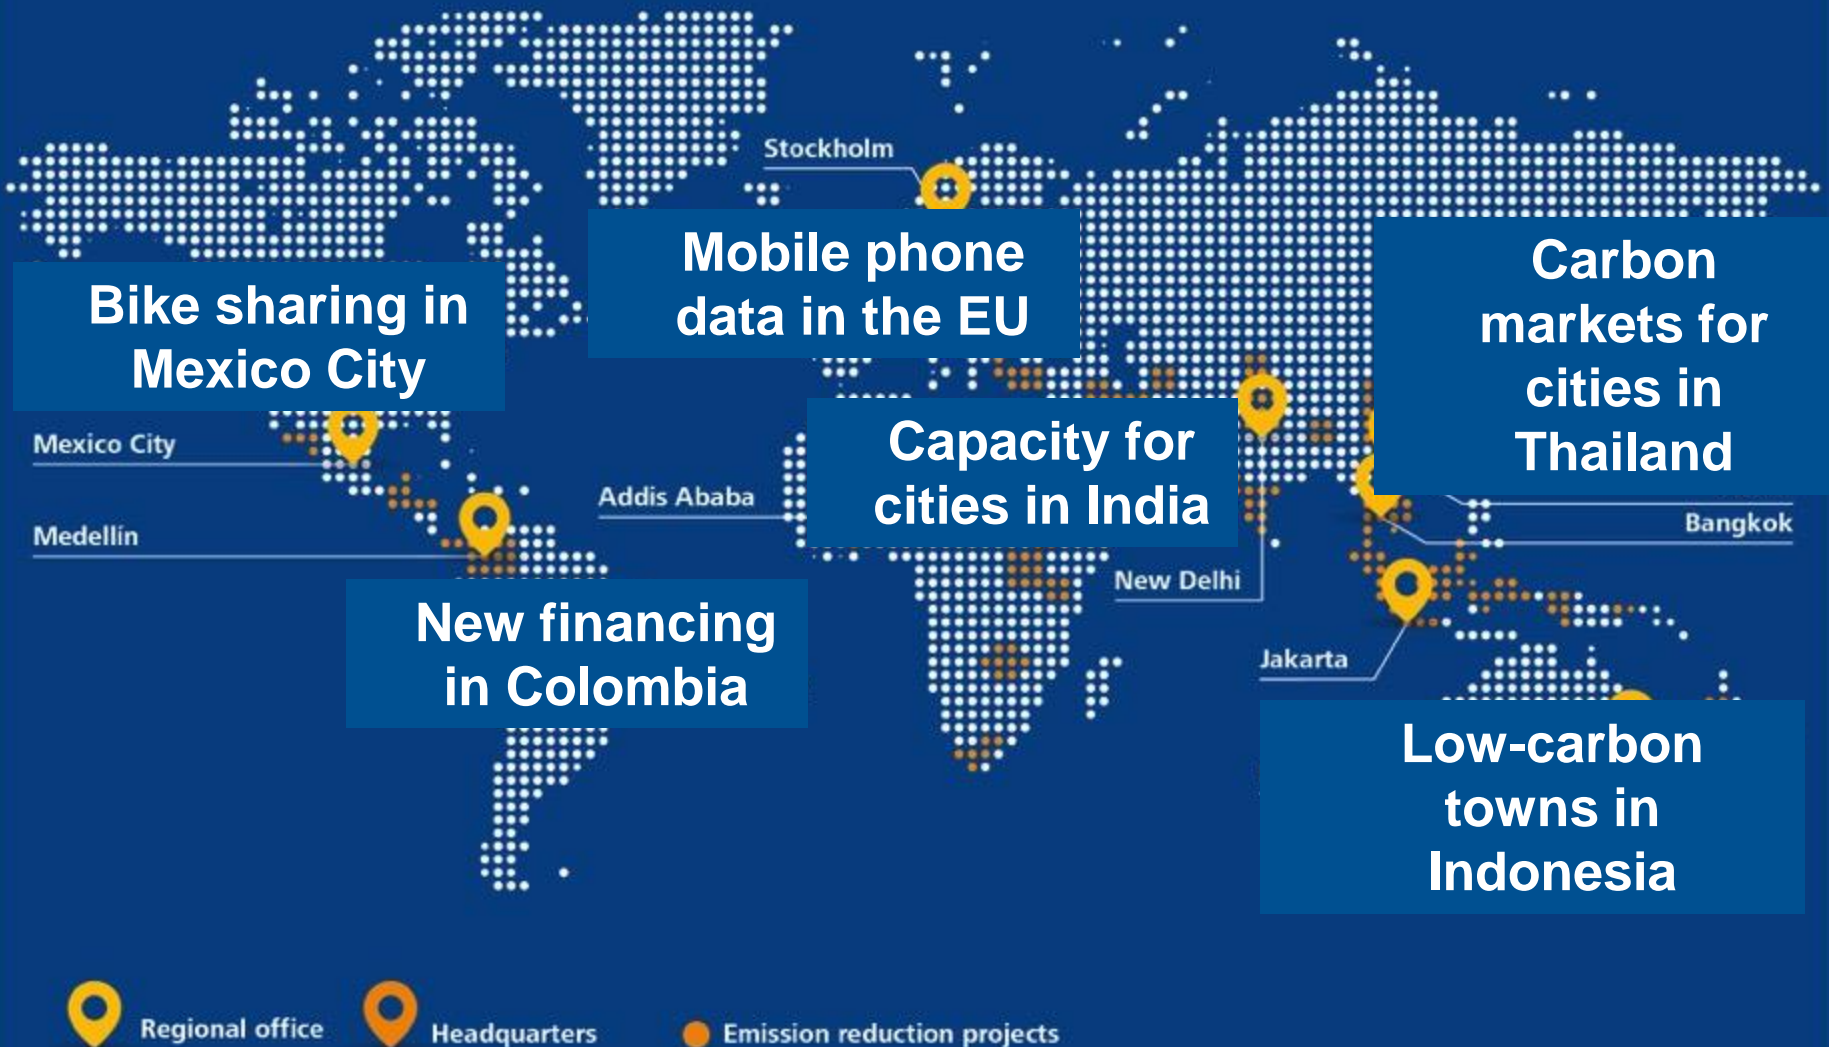 Stockholm
Mobile phone
data in the EU
Carbon
markets for
cities in
Thailand
Bike sharing in
Mexico City
Mexico City
Capacity for
cities in India
Addis Ababa
Medellín
Bangkok
New Delhi
New financing
in Colombia
Jakarta
Low-carbon
towns in
Indonesia
Regional office
Headquarters
Emission reduction projects